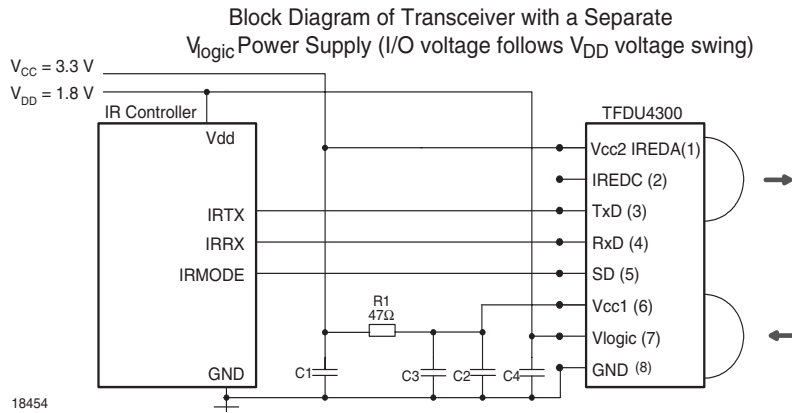 Block Diagram of Transceiver with a Separate
Vlogic Power Supply (I/O voltage follows VDD voltage swing)
VCC = 3.3 V
VDD = 1.8 V
IR Controller
Vdd
IRTX
IRRX
IRMODE
GND
TFDU4300
Vcc2 IREDA(1)
IREDC (2)
TxD (3)
RxD (4)
SD (5)
Vcc1 (6)
Vlogic (7)
GND (8)
R1
47Ω
C1
C3
C2
C4
18454